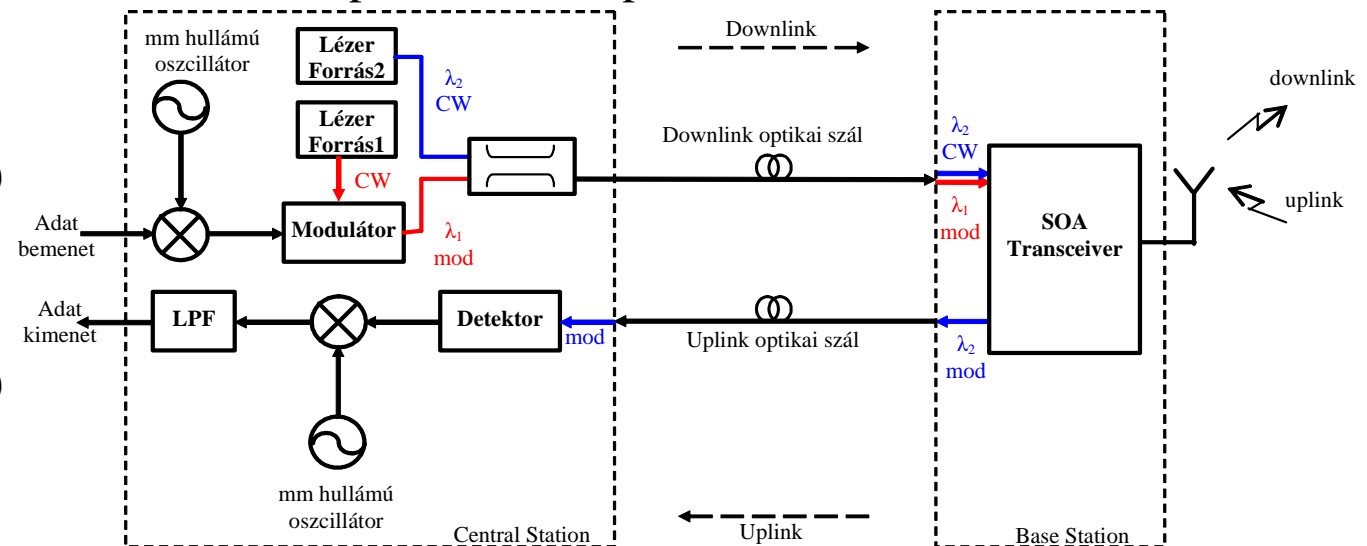 mm hullámú
oszcillátor
Lézer
Forrás2
λ₂
CW
Lézer
Forrás1
CW
Adat
bemenet
Modulátor
λ₁
mod
Downlink
Downlink optikai szál
λ₂
CW
λ₁
mod
SOA
Transceiver
downlink
uplink
Adat
kimenet
LPF
Detektor
mod
Uplink optikai szál
λ₂
mod
mm hullámú
oszcillátor
Central Station
Uplink
Base Station